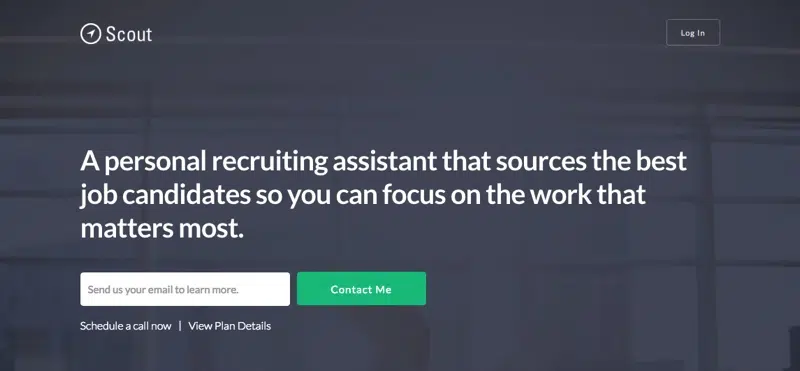 Scout
Log In
A personal recruiting assistant that sources the best
job candidates so you can focus on the work that
matters most.
Send us your email to learn more.
Contact Me
Schedule a call now | View Plan Details